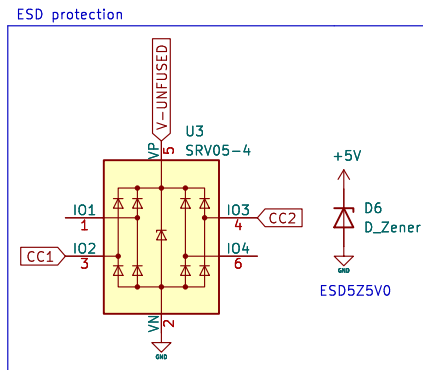 ESD protection
V-UNFUSED
U3
SRV05-4
VP
5
IO1
1
IO2
3
CC1
IO3
4
CC2
IO4
6
VN
2
GND
+5V
D6
D_Zener
GND
ESD5Z5V0